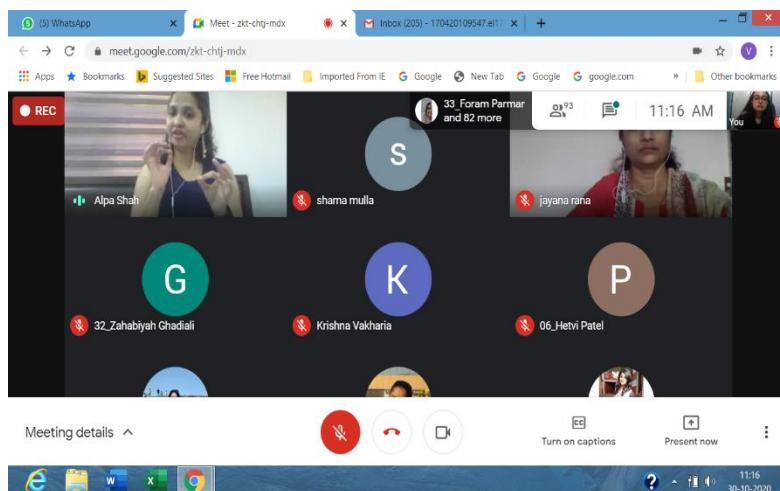 (5) WhatsApp
Meet - zkt-chtj-mdx
Inbox (205) - 170420109547.el17
meet.google.com/zkt-chtj-mdx
V
Apps Bookmarks Suggested Sites Free Hotmail Imported From IE Google New Tab Google google.com » Other bookmarks
REC
33_Foram Parmar
and 82 more
93
11:16 AM
You
S
Alpa Shah
shama mulla
jayana rana
G
K
P
32_Zahabiyah Ghadiali
Krishna Vakharia
06_Hetvi Patel
Meeting details
CC
Turn on captions
Present now
11:16
30-10-2020